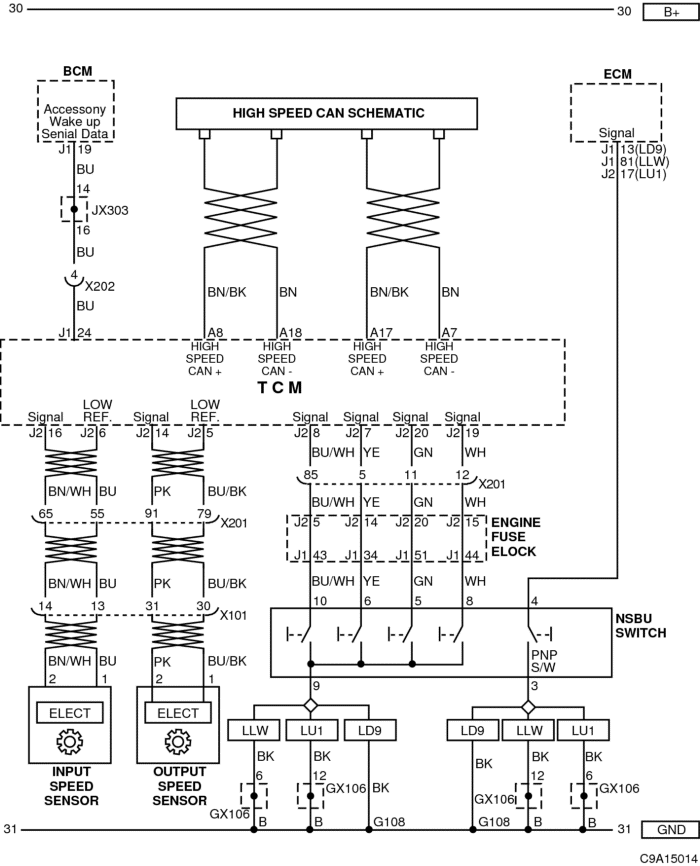 30 30 B+
BCM ECM
HIGH SPEED CAN SCHEMATIC
Accessony
Wake up
Senial Data
Signal
J1 19 J1 13(LD9)
J1 81(LLW)
J2 17(LU1)
BU
14
JX303
16
BU
4
X202
BU
BN/BK BN BN/BK BN
J1 24 A8 A18 A17 A7
HIGH SPEED CAN + HIGH SPEED CAN - HIGH SPEED CAN + HIGH SPEED CAN -
TCM
LOW REF. LOW REF.
Signal Signal Signal Signal Signal Signal
J2 16 J2 6 J2 14 J2 5 J2 8 J2 7 J2 20 J2 19
BU/WH YE GN WH
85 5 11 12 X201
BN/WH BU PK BU/BK BU/WH YE GN WH
65 55 91 79 X201
J2 5 J2 14 J2 20 J2 15
ENGINE
FUSE
ELOCK
J1 43 J1 34 J1 51 J1 44
BN/WH BU PK BU/BK BU/WH YE GN WH
14 13 31 30 X101
10 6 5 8 4
NSBU
SWITCH
PNP
S/W
BN/WH BU PK BU/BK
2 1 2 1 9 3
ELECT ELECT
LLW LU1 LD9 LD9 LLW LU1
BK BK BK BK BK BK
INPUT
SPEED
SENSOR
OUTPUT
SPEED
SENSOR
6 12 12 6
GX106 GX106 GX106 GX106
31 B B G108 G108 B B 31 GND
C9A15014